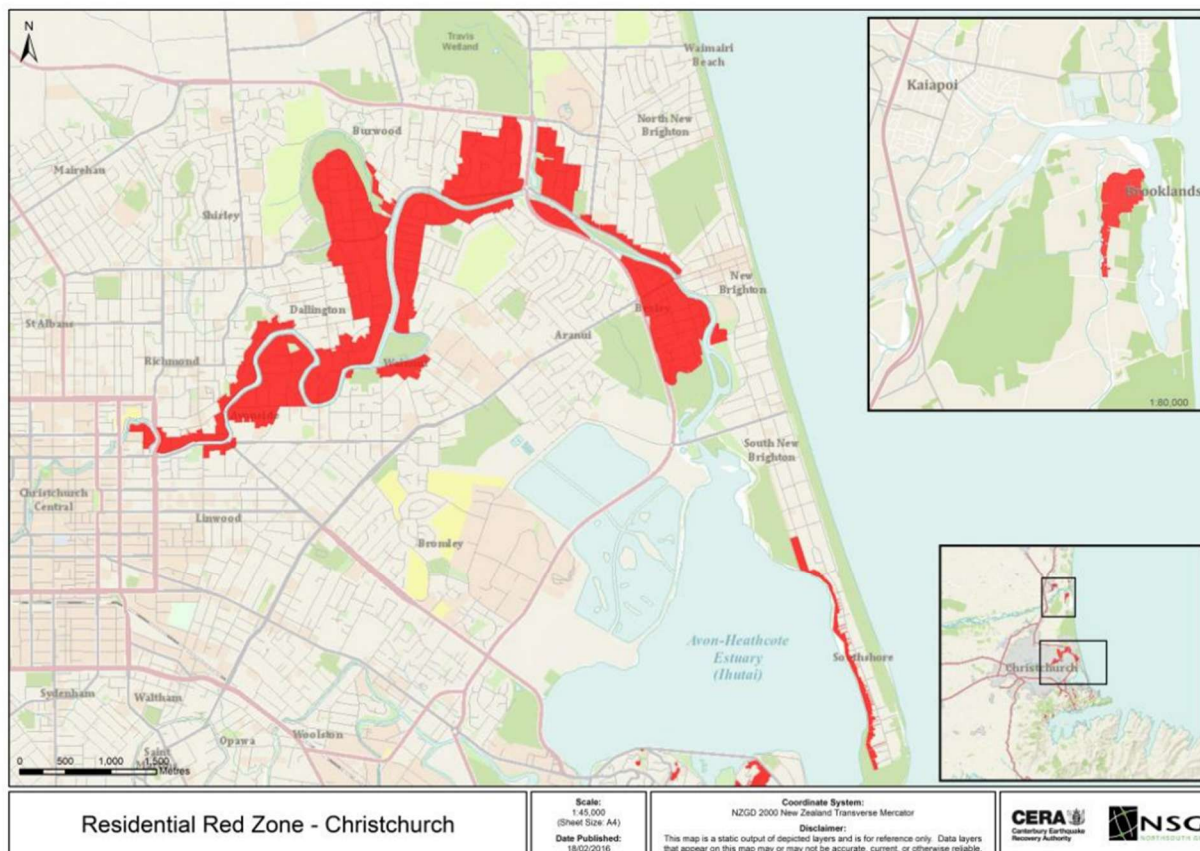 N
Travis
Wetland
Waimairi
Beach
Burwood
North New
Brighton
Mairehau
Shirley
New
Brighton
Dallington
Bexley
St Albans
Aranui
Richmond
Avonside
South New
Brighton
Christchurch
Central
Linwood
Bromley
Avon-Heathcote
Estuary
(Ihutai)
Southshore
Sydenham
Waltham
Woolston
Opawa
Saint
0 500 1,000 1,500
Metres
Kaiapoi
Brooklands
1:80,000
Christchurch
Residential Red Zone - Christchurch
Scale:
1:45,000
(Sheet Size: A4)
Date Published:
18/02/2016
Coordinate System:
NZGD 2000 New Zealand Transverse Mercator
Disclaimer:
This map is a static output of depicted layers and is for reference only. Data layers
that appear on this map may or may not be accurate, current, or otherwise reliable.
CERA
Canterbury Earthquake
Recovery Authority
NSC